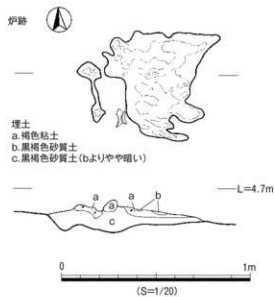 炉跡
埋土
a.褐色粘土
b.黒褐色砂質土
c.黒褐色砂質土(bよりやや暗い)
L=4.7m
a a b
a
c
0 1m
(S=1/20)